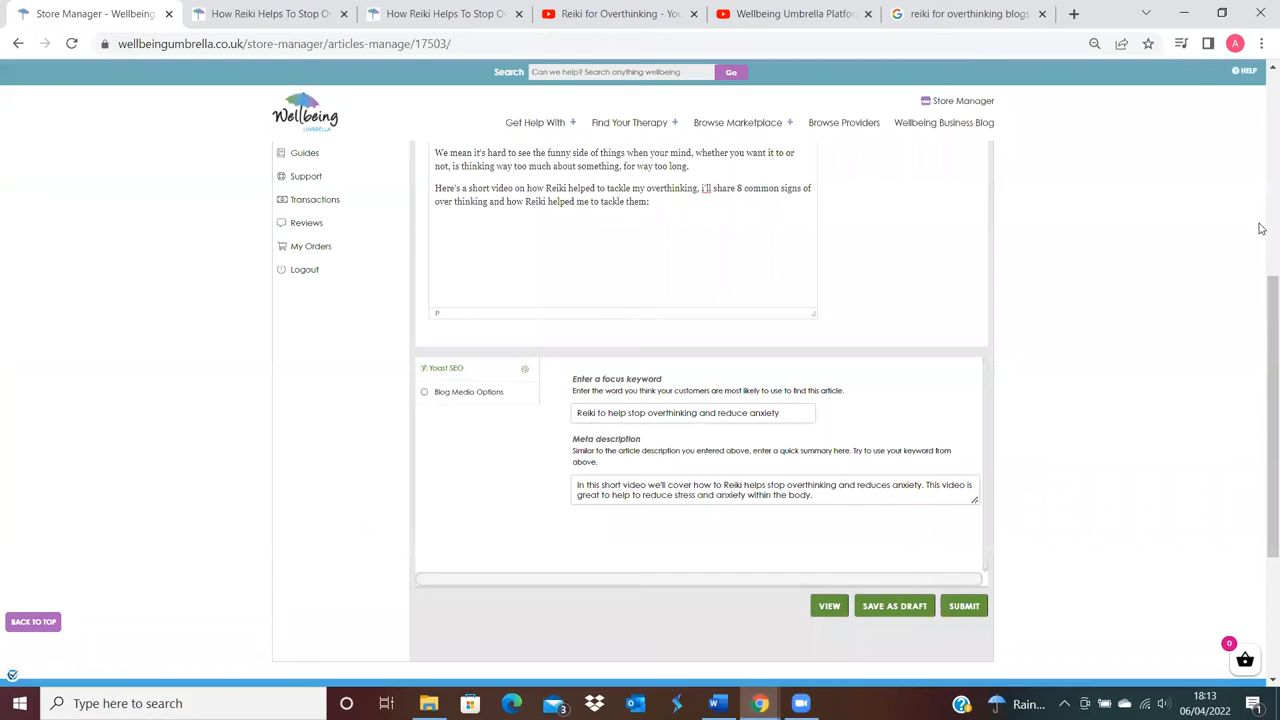 Store Manager - Wellbeing Umb
How Reiki Helps To Stop Ov
How Reiki Helps To Stop Ov
Reiki for Overthinking - You
Wellbeing Umbrella Platfo
reiki for overthinking blogs
wellbeingumbrella.co.uk/store-manager/articles-manage/17503/
A
Search
Can we help? Search anything wellbeing
Go
HELP
Wellbeing
UMBRELLA
Store Manager
Get Help With +
Find Your Therapy +
Browse Marketplace +
Browse Providers
Wellbeing Business Blog
Guides
Support
Transactions
Reviews
My Orders
Logout
We mean it's hard to see the funny side of things when your mind, whether you want it to or
not, is thinking way too much about something, for way too long.
Here's a short video on how Reiki helped to tackle my overthinking, i'll share 8 common signs of
over thinking and how Reiki helped me to tackle them:
P
Yoast SEO
Blog Media Options
Enter a focus keyword
Enter the word you think your customers are most likely to use to find this article.
Reiki to help stop overthinking and reduce anxiety
Meta description
Similar to the article description you entered above, enter a quick summary here. Try to use your keyword from
above.
In this short video we'll cover how to Reiki helps stop overthinking and reduces anxiety. This video is
great to help to reduce stress and anxiety within the body.
VIEW
SAVE AS DRAFT
SUBMIT
BACK TO TOP
0
Type here to search
3
Rain...
18:13
06/04/2022
1